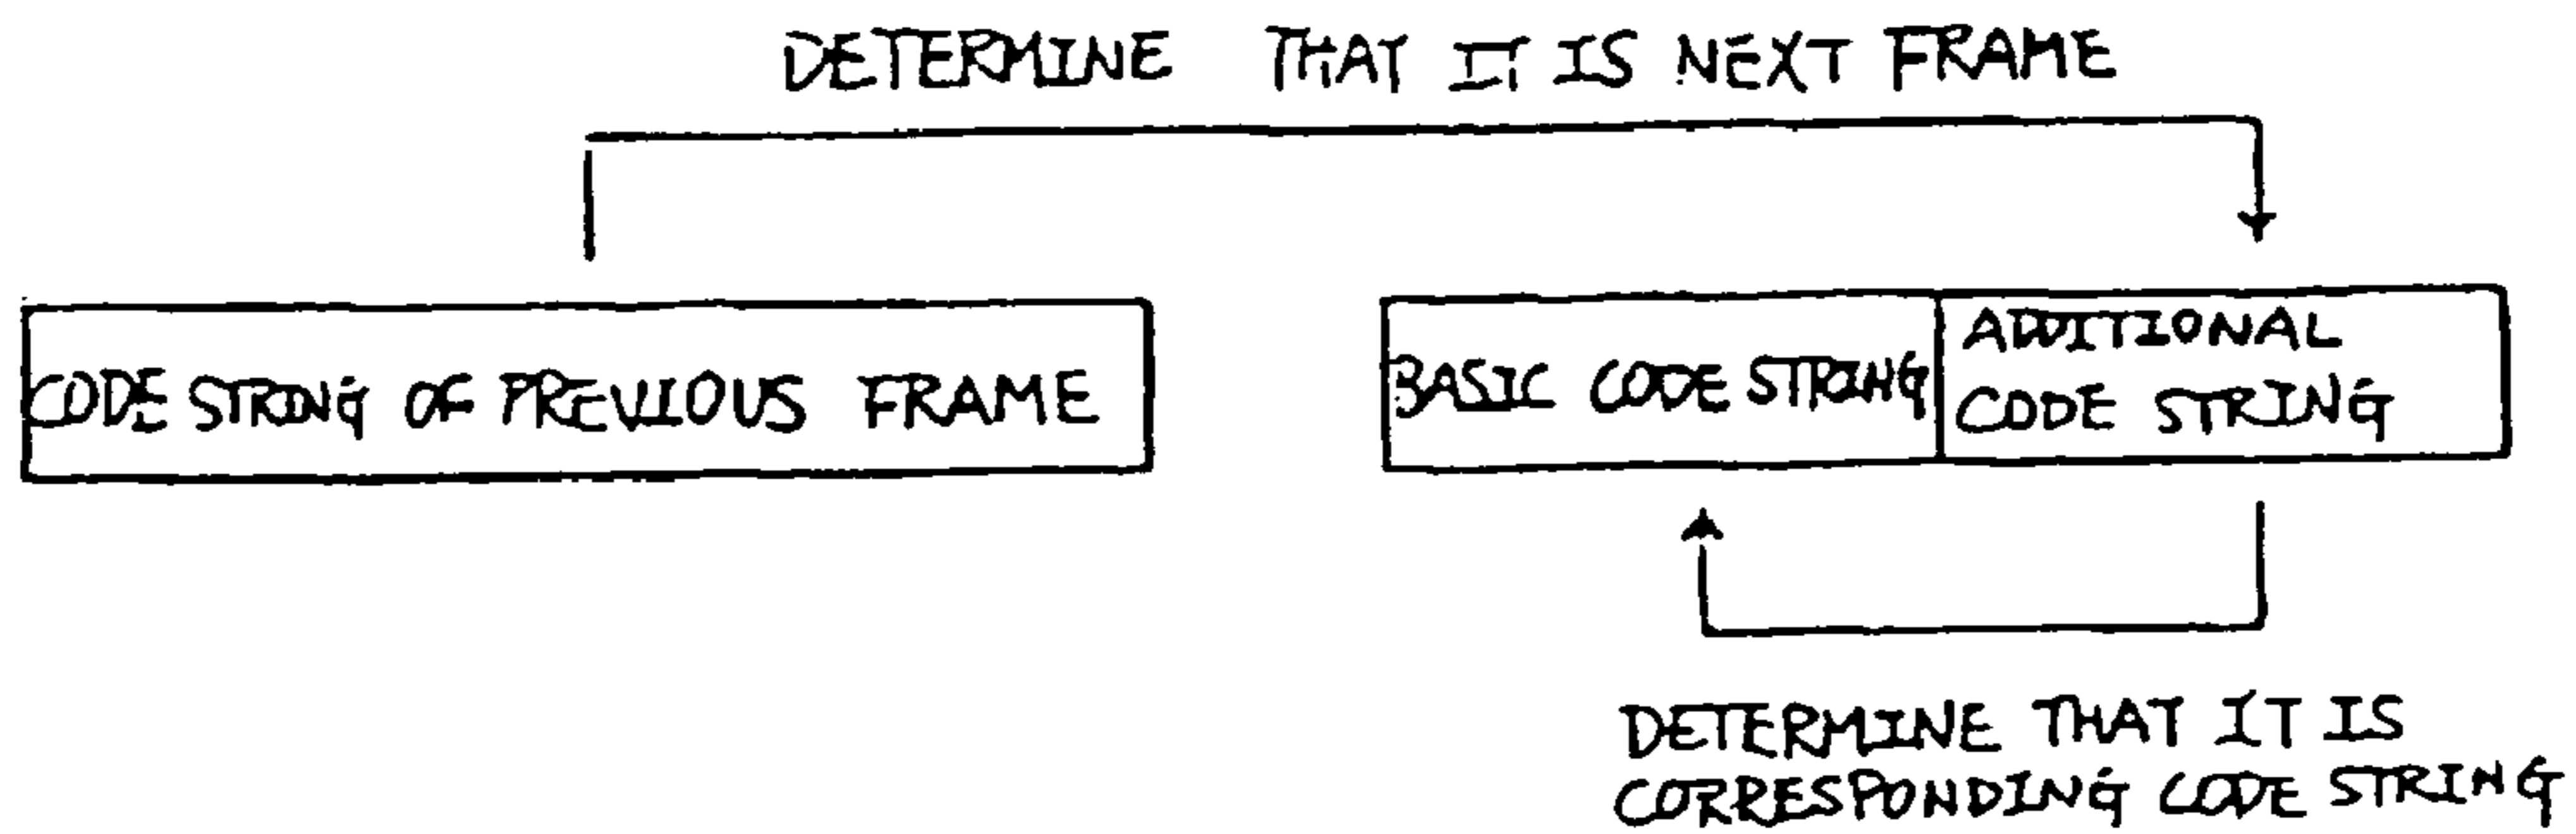 DETERMINE THAT IT IS NEXT FRAME
CODE STRING OF PREVIOUS FRAME
BASIC CODE STRING
ADDITIONAL
CODE STRING
DETERMINE THAT IT IS
CORRESPONDING CODE STRING